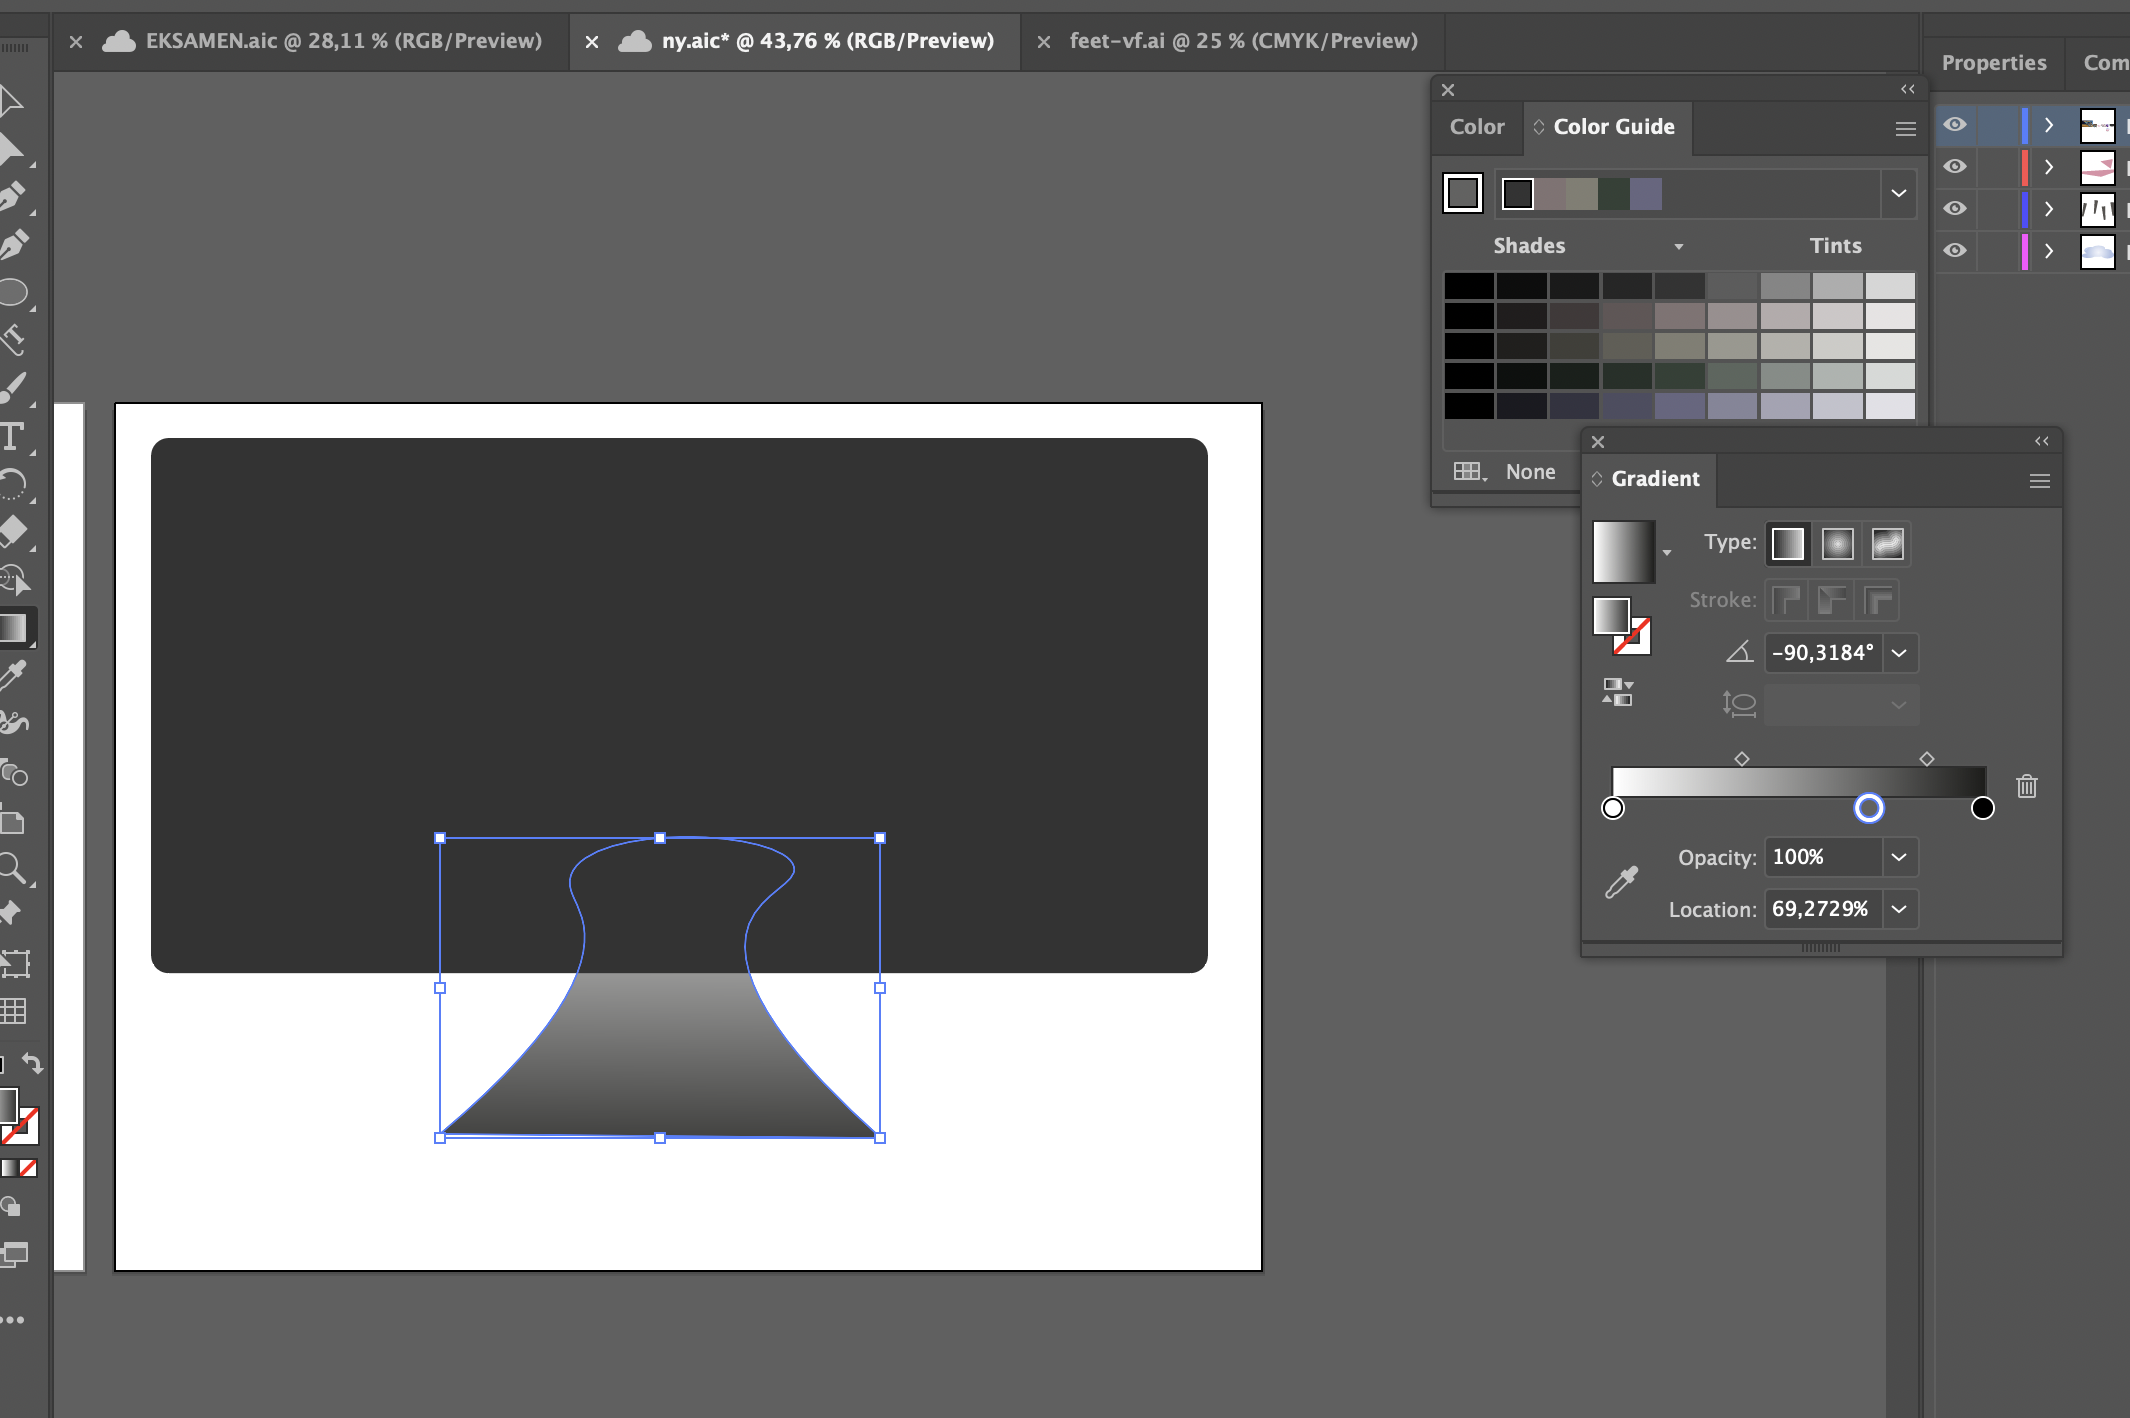 EKSAMEN.aic @ 28,11 % (RGB/Preview)
ny.aic* @ 43,76 % (RGB/Preview)
feet-vf.ai @ 25 % (CMYK/Preview)
Properties
Color
Color Guide
Shades
Tints
None
Gradient
Type:
Stroke:
-90,3184°
Opacity: 100%
Location: 69,2729%